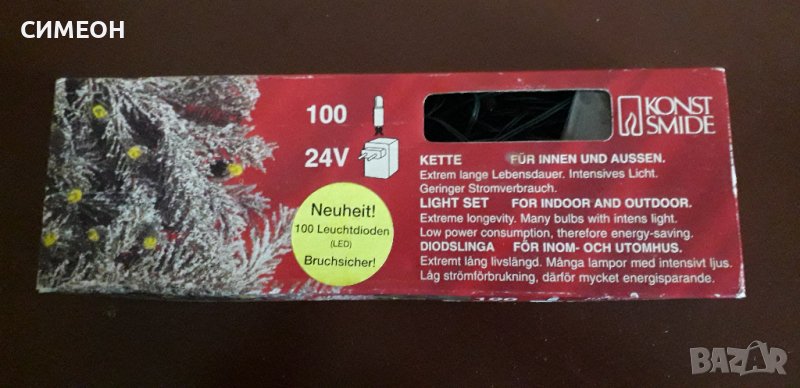 СИМЕОН
100
24V
KONST
SMIDE
KETTE FÜR INNEN UND AUSSEN.
Extrem lange Lebensdauer. Intensives Licht.
Geringer Stromverbrauch.
LIGHT SET FOR INDOOR AND OUTDOOR.
Extreme longevity. Many bulbs with intens light.
Low power consumption, therefore energy-saving.
DIODSLINGA FÖR INOM- OCH UTOMHUS.
Extremt lång livslängd. Många lampor med intensivt ljus.
Låg strömförbrukning, därför mycket energisparande.
Neuheit!
100 Leuchtdioden
(LED)
Bruchsicher!
BAZAR